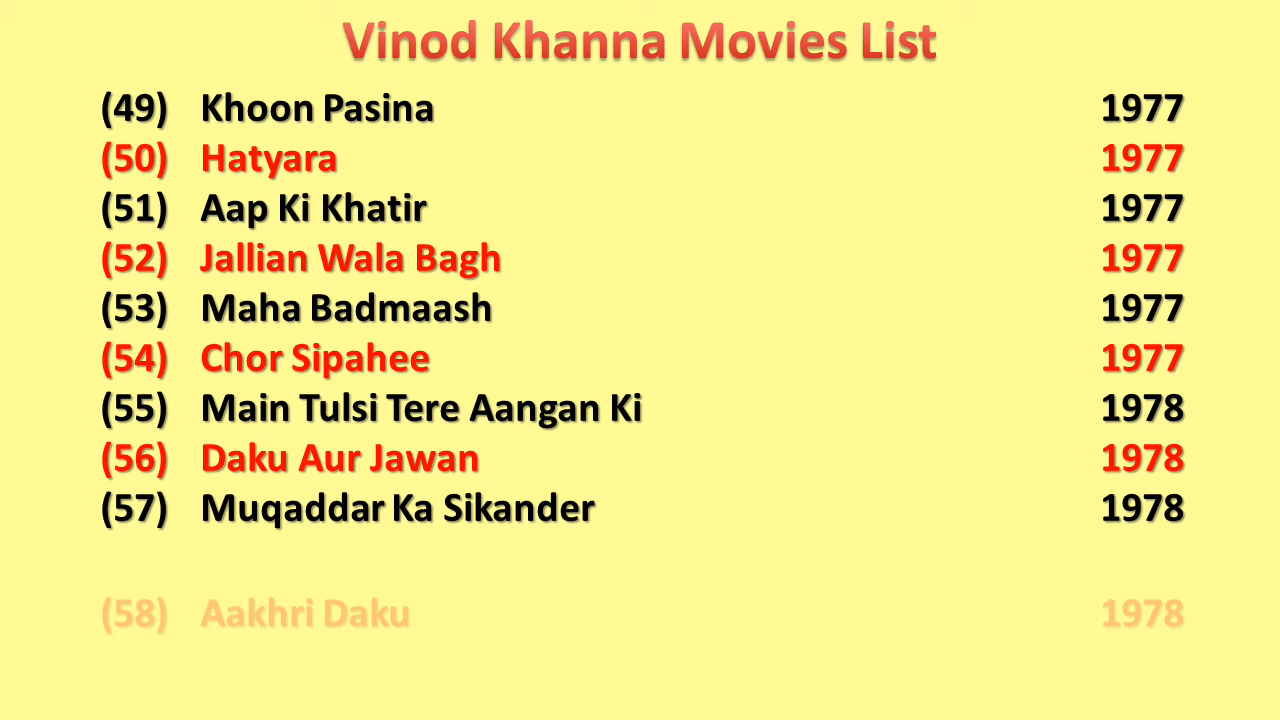 Vinod Khanna Movies List
(49) Khoon Pasina 1977
(50) Hatyara 1977
(51) Aap Ki Khatir 1977
(52) Jallian Wala Bagh 1977
(53) Maha Badmaash 1977
(54) Chor Sipahee 1977
(55) Main Tulsi Tere Aangan Ki 1978
(56) Daku Aur Jawan 1978
(57) Muqaddar Ka Sikander 1978
(58) Aakhri Daku 1978